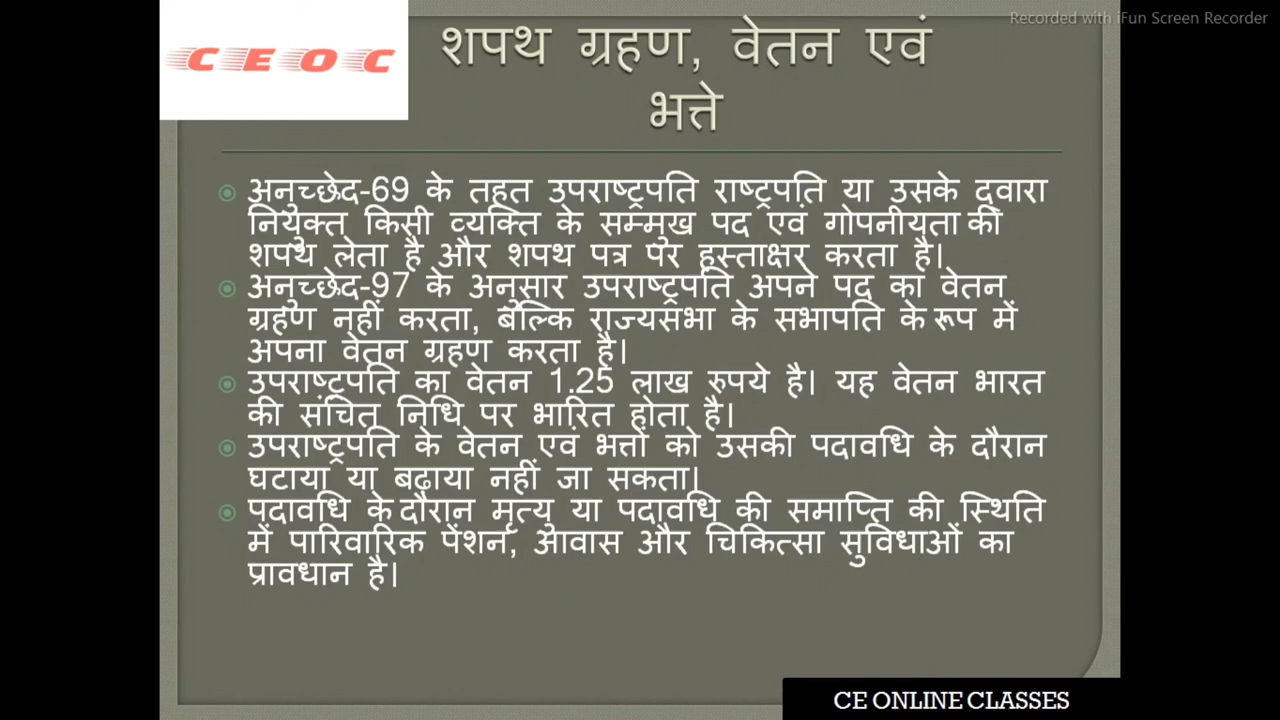 Recorded with iFun Screen Recorder
CEOC
शपथ ग्रहण, वेतन एवं
भत्ते
अनुच्छेद-69 के तहत उपराष्ट्रपति राष्ट्रपति या उसके द्वारा
नियुक्त किसी व्यक्ति के सम्मुख पद एवं गोपनीयता की
शपथ लेता है और शपथ पत्र पर हस्ताक्षर करता है।
अनुच्छेद-97 के अनुसार उपराष्ट्रपति अपने पद का वेतन
ग्रहण नहीं करता, बल्कि राज्यसभा के सभापति के रूप में
अपना वेतन ग्रहण करता है।
उपराष्ट्रपति का वेतन 1.25 लाख रुपये है। यह वेतन भारत
की संचित निधि पर भारित होता है।
उपराष्ट्रपति के वेतन एवं भत्तों को उसकी पदावधि के दौरान
घटाया या बढ़ाया नहीं जा सकता।
पदावधि के दौरान मृत्यु या पदावधि की समाप्ति की स्थिति
में पारिवारिक पेंशन, आवास और चिकित्सा सुविधाओं का
प्रावधान है।
CE ONLINE CLASSES